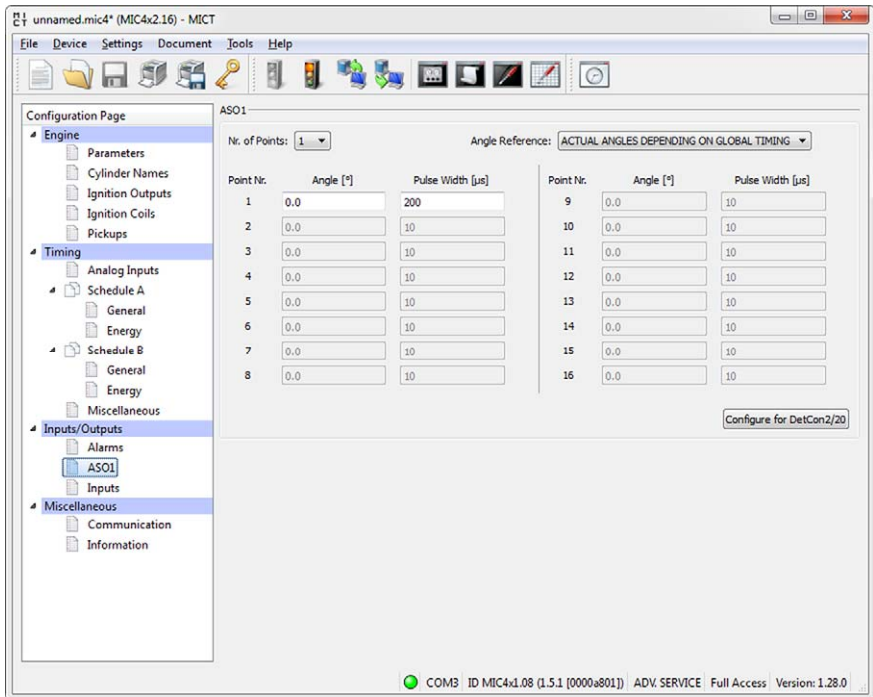 unnamed.mic4* (MIC4x2.16) - MICT
File Device Settings Document Tools Help
Configuration Page
Engine
Parameters
Cylinder Names
Ignition Outputs
Ignition Coils
Pickups
Timing
Analog Inputs
Schedule A
General
Energy
Schedule B
General
Energy
Miscellaneous
Inputs/Outputs
Alarms
ASO1
Inputs
Miscellaneous
Communication
Information
ASO1
Nr. of Points: 1 Angle Reference: ACTUAL ANGLES DEPENDING ON GLOBAL TIMING
Point Nr. Angle [°] Pulse Width [µs] Point Nr. Angle [°] Pulse Width [µs]
1 0.0 200 9 0.0 10
2 0.0 10 10 0.0 10
3 0.0 10 11 0.0 10
4 0.0 10 12 0.0 10
5 0.0 10 13 0.0 10
6 0.0 10 14 0.0 10
7 0.0 10 15 0.0 10
8 0.0 10 16 0.0 10
Configure for DetCon2/20
COM3 ID MIC4x1.08 (1.5.1 [0000a801]) ADV. SERVICE Full Access Version: 1.28.0